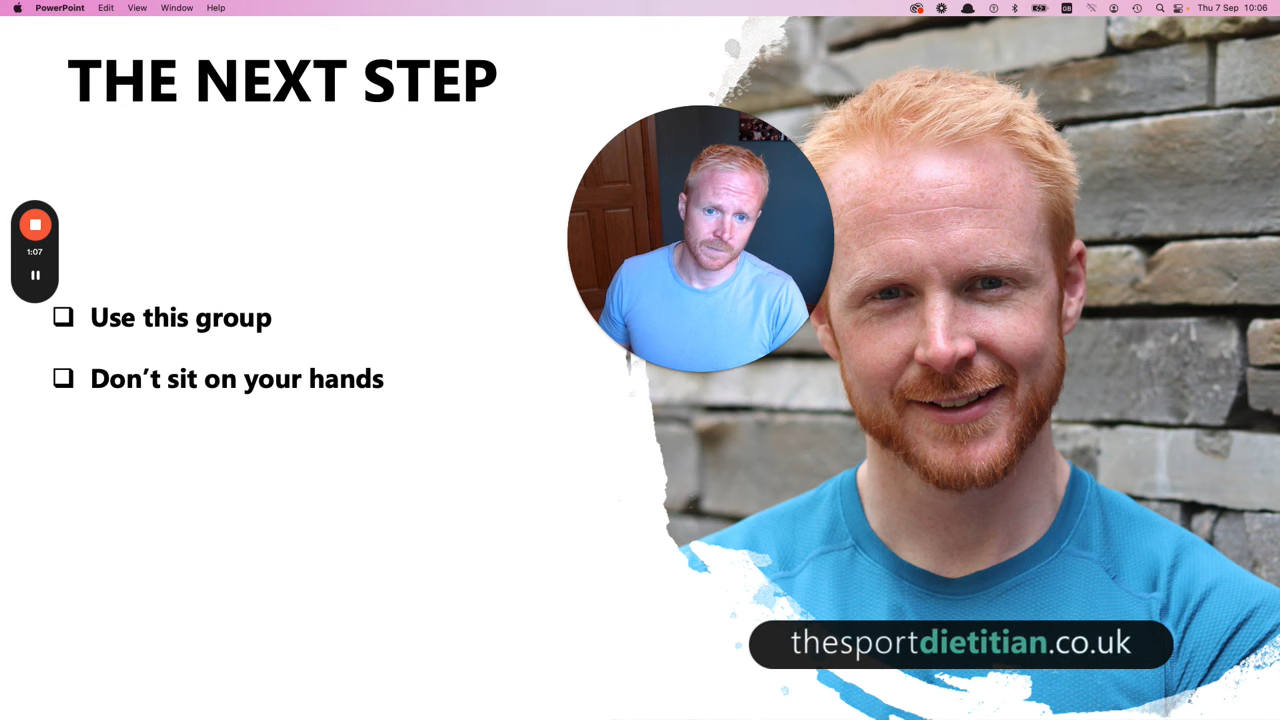 PowerPoint Edit View Window Help Thu 7 Sep 10:06
THE NEXT STEP
1:07
❑ Use this group
❑ Don’t sit on your hands
thesportdietitian.co.uk